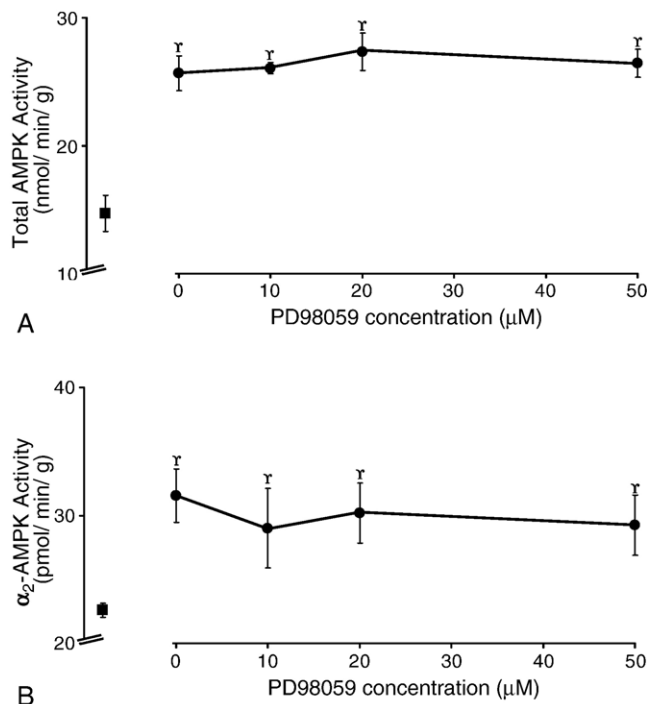 30
20
10
Total AMPK Activity
(nmol/ min/ g)
ϒ ϒ ϒ ϒ
0 10 20 30 40 50
PD98059 concentration (μM)
A
40
30
20
α2-AMPK Activity
(pmol/ min/ g)
ϒ ϒ ϒ ϒ
0 10 20 30 40 50
PD98059 concentration (μM)
B